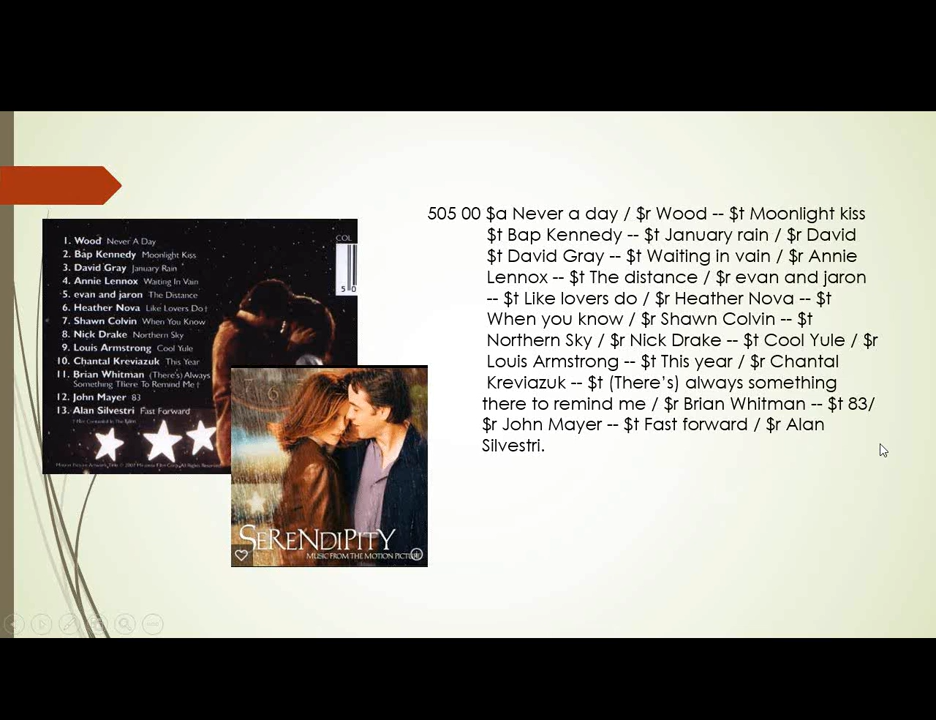 505 00 $a Never a day / $r Wood -- $t Moonlight kiss
$t Bap Kennedy -- $t January rain / $r David
$t David Gray -- $t Waiting in vain / $r Annie
Lennox -- $t The distance / $r evan and jaron
-- $t Like lovers do / $r Heather Nova -- $t
When you know / $r Shawn Colvin -- $t
Northern Sky / $r Nick Drake -- $t Cool Yule / $r
Louis Armstrong -- $t This year / $r Chantal
Kreviazuk -- $t (There's) always something
there to remind me / $r Brian Whitman -- $t 83/
$r John Mayer -- $t Fast forward / $r Alan
Silvestri.
COL
1. Wood Never A Day
2. Bap Kennedy Moonlight Kiss
3. David Gray January Rain
4. Annie Lennox Waiting In Vain
5. evan and jaron The Distance
6. Heather Nova Like Lovers Do †
7. Shawn Colvin When You Know
8. Nick Drake Northern Sky
9. Louis Armstrong Cool Yule
10. Chantal Kreviazuk This Year
11. Brian Whitman (There's) Always
Something There To Remind Me †
12. John Mayer 83
13. Alan Silvestri Fast Forward
5 0
SERENDIPITY
MUSIC FROM THE MOTION PICTURE